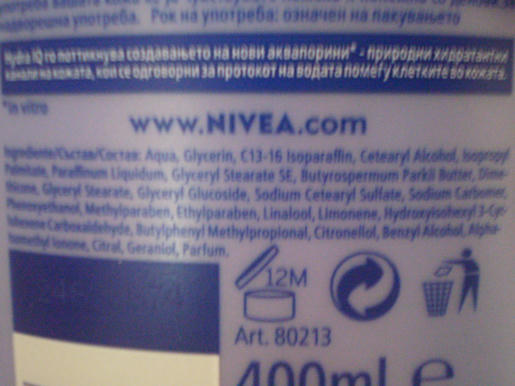 употреба
надворешна употреба. Рок на употреба: означен на пакувањето
Hydra IQ го поттикнува создавањето на нови аквапорини* - природни хидратантни
канали на кожата, кои се одговорни за протокот на водата помеѓу клетките во кожата.
*in vitro
www.NIVEA.com
Ingredients/Състав/Состав: Aqua, Glycerin, C13-16 Isoparaffin, Cetearyl Alcohol, Isopropyl
Palmitate, Paraffinum Liquidum, Glyceryl Stearate SE, Butyrospermum Parkii Butter, Dime-
thicone, Glyceryl Stearate, Glyceryl Glucoside, Sodium Cetearyl Sulfate, Sodium Carbomer,
Phenoxyethanol, Methylparaben, Ethylparaben, Linalool, Limonene, Hydroxyisohexyl 3-Cyc-
lohexene Carboxaldehyde, Butylphenyl Methylpropional, Citronellol, Benzyl Alcohol, Alpha-
Isomethyl Ionone, Citral, Geraniol, Parfum.
12M
Art. 80213
400ml e